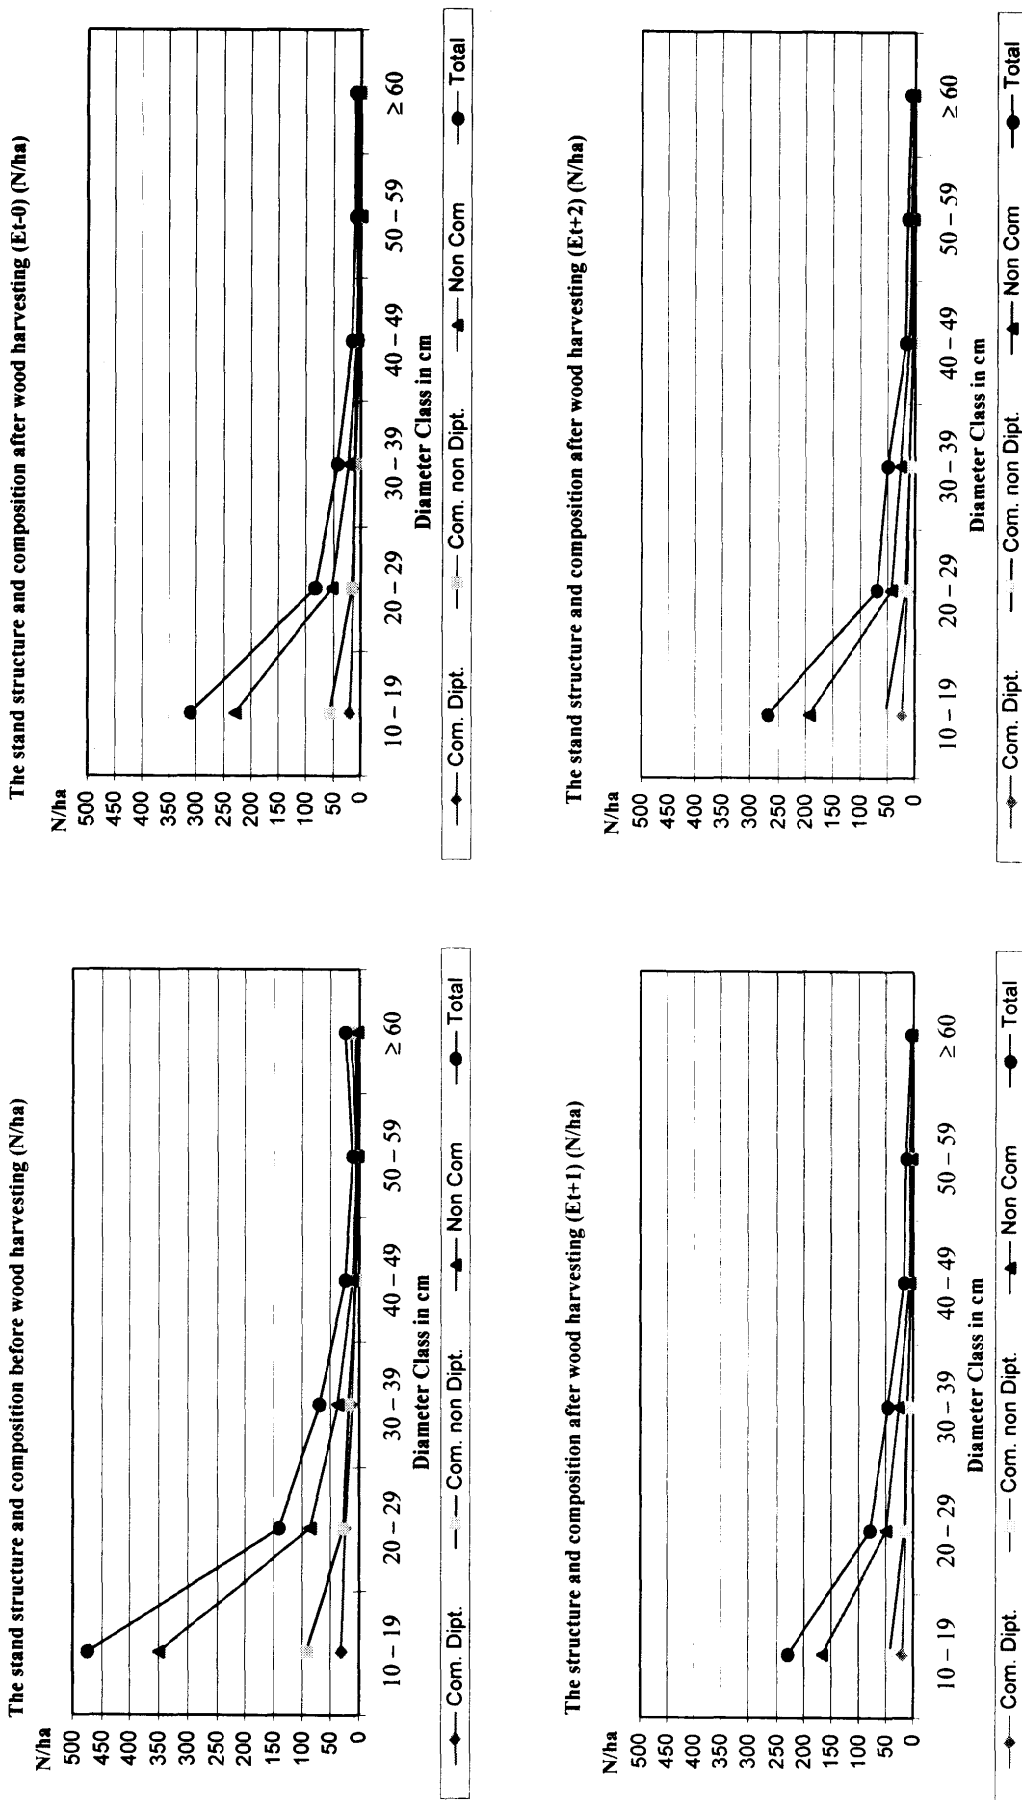 The stand structure and composition before wood harvesting (N/ha)
N/ha
500
450
400
350
300
250
200
150
100
50
0
10 – 19
20 – 29
30 – 39
40 – 49
50 – 59
≥ 60
Diameter Class in cm
Com. Dipt.
Com. non Dipt.
Non Com
Total
The stand structure and composition after wood harvesting (Et-0) (N/ha)
N/ha
500
450
400
350
300
250
200
150
100
50
0
10 – 19
20 – 29
30 – 39
40 – 49
50 – 59
≥ 60
Diameter Class in cm
Com. Dipt.
Com. non Dipt.
Non Com
Total
The structure and composition after wood harvesting (Et+1) (N/ha)
N/ha
500
450
400
350
300
250
200
150
100
50
0
10 – 19
20 – 29
30 – 39
40 – 49
50 – 59
≥ 60
Diameter Class in cm
Com. Dipt.
Com. non Dipt.
Non Com
Total
The stand structure and composition after wood harvesting (Et+2) (N/ha)
N/ha
500
450
400
350
300
250
200
150
100
50
0
10 – 19
20 – 29
30 – 39
40 – 49
50 – 59
≥ 60
Diameter Class in cm
Com. Dipt.
Com. non Dipt.
Non Com
Total